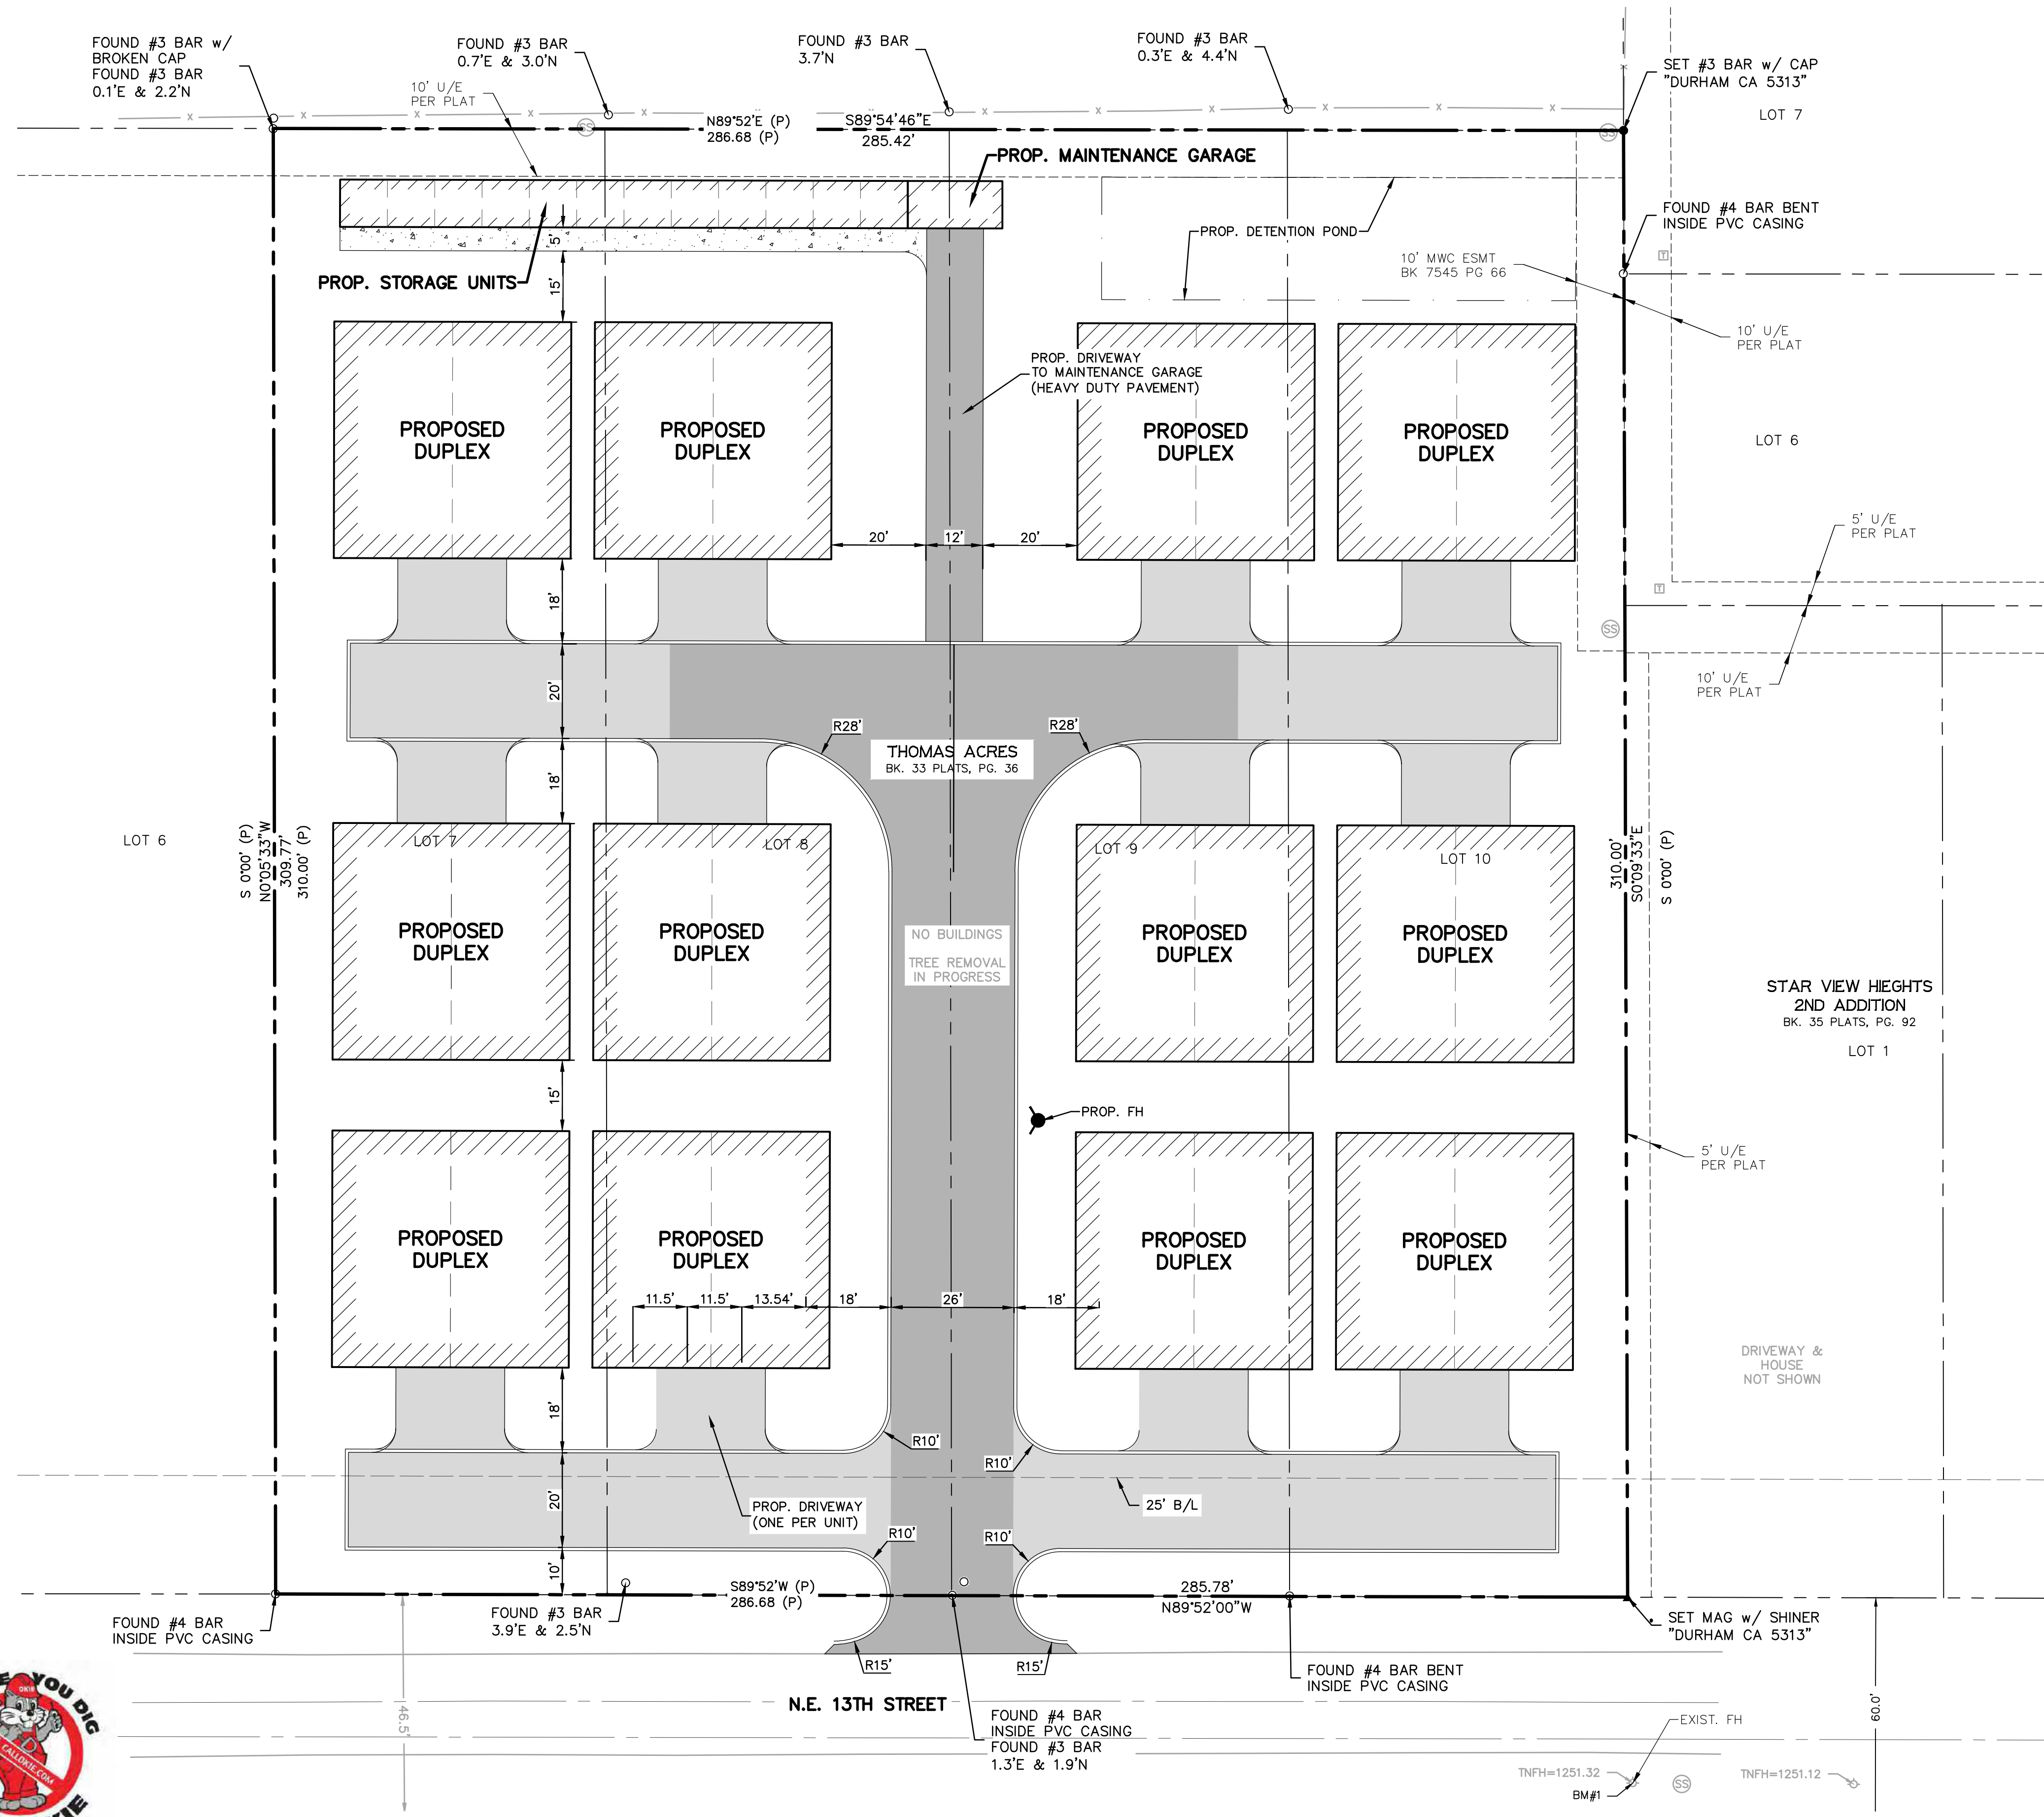 FOUND #3 BAR w/
BROKEN CAP
FOUND #3 BAR
0.1'E & 2.2'N
FOUND #3 BAR
0.7'E & 3.0'N
FOUND #3 BAR
3.7'N
FOUND #3 BAR
0.3'E & 4.4'N
SET #3 BAR w/ CAP
"DURHAM CA 5313"
LOT 7
10' U/E
PER PLAT
N89°52'E (P)
286.68 (P)
S89°54'46"E
285.42'
SS
SS
PROP. MAINTENANCE GARAGE
FOUND #4 BAR BENT
INSIDE PVC CASING
PROP. DETENTION POND
5'
T
10' MWC ESMT
BK 7545 PG 66
PROP. STORAGE UNITS
15'
10' U/E
PER PLAT
PROP. DRIVEWAY
TO MAINTENANCE GARAGE
(HEAVY DUTY PAVEMENT)
PROPOSED
DUPLEX
PROPOSED
DUPLEX
PROPOSED
DUPLEX
PROPOSED
DUPLEX
LOT 6
20'
12'
20'
5' U/E
PER PLAT
18'
T
SS
20'
10' U/E
PER PLAT
R28'
R28'
THOMAS ACRES
BK. 33 PLATS, PG. 36
18'
LOT 6
S 0°00' (P)
N0°05'33"W
309.77'
310.00' (P)
LOT 7
LOT 8
LOT 9
LOT 10
310.00'
S0°09'33"E
S 0°00' (P)
PROPOSED
DUPLEX
PROPOSED
DUPLEX
NO BUILDINGS
TREE REMOVAL
IN PROGRESS
PROPOSED
DUPLEX
PROPOSED
DUPLEX
STAR VIEW HIEGHTS
2ND ADDITION
BK. 35 PLATS, PG. 92
LOT 1
15'
PROP. FH
5' U/E
PER PLAT
PROPOSED
DUPLEX
PROPOSED
DUPLEX
PROPOSED
DUPLEX
PROPOSED
DUPLEX
11.5'
11.5'
13.54'
18'
26'
18'
DRIVEWAY &
HOUSE
NOT SHOWN
18'
R10'
R10'
20'
PROP. DRIVEWAY
(ONE PER UNIT)
25' B/L
R10'
R10'
10'
S89°52'W (P)
286.68 (P)
285.78'
N89°52'00"W
FOUND #4 BAR
INSIDE PVC CASING
FOUND #3 BAR
3.9'E & 2.5'N
SET MAG w/ SHINER
"DURHAM CA 5313"
R15'
R15'
FOUND #4 BAR BENT
INSIDE PVC CASING
46.5'
N.E. 13TH STREET
FOUND #4 BAR
INSIDE PVC CASING
FOUND #3 BAR
1.3'E & 1.9'N
60.0'
EXIST. FH
TNFH=1251.32
BM#1
SS
TNFH=1251.12
YOU DIG
OKIE
CALLOKIE.COM